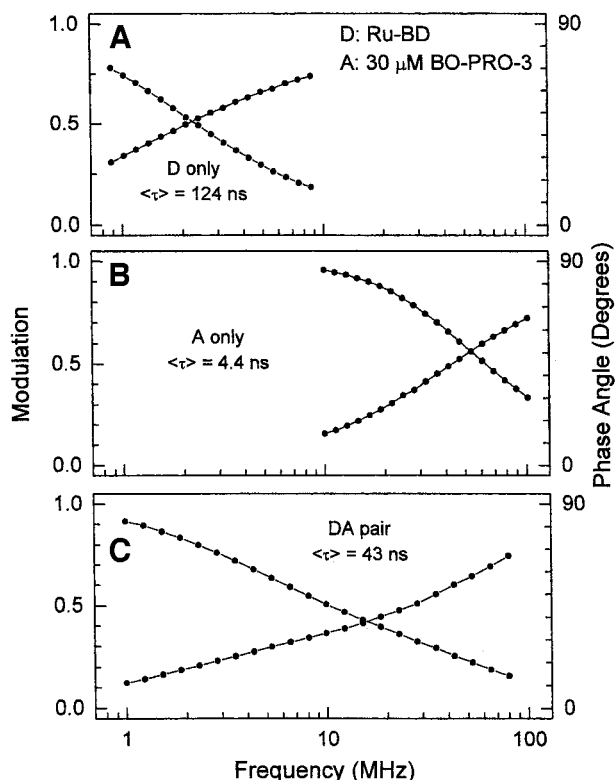 A
D: Ru-BD
A: 30 µM BO-PRO-3
1.0
0.5
0.0
90
0
D only
<τ> = 124 ns
B
1.0
0.5
0.0
90
0
A only
<τ> = 4.4 ns
C
1.0
0.5
0.0
90
0
DA pair
<τ> = 43 ns
Modulation
Phase Angle (Degrees)
1
10
100
Frequency (MHz)